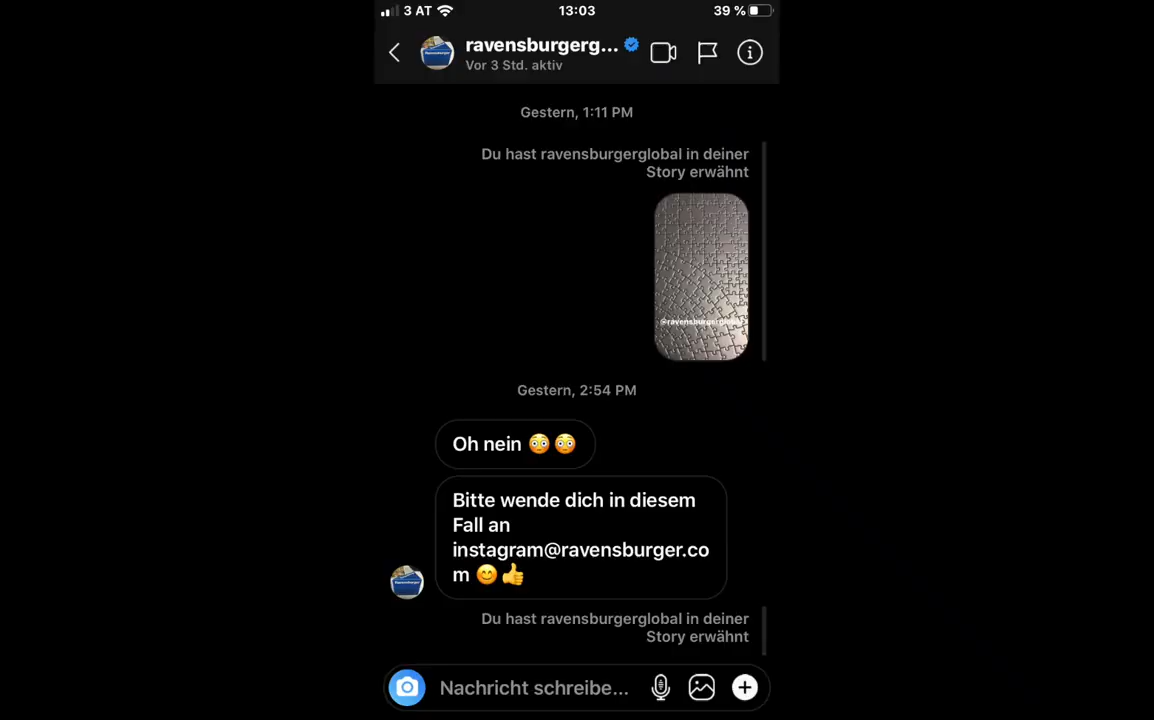 3 AT 13:03 39 %
ravensburgerg...
Vor 3 Std. aktiv
Gestern, 1:11 PM
Du hast ravensburgerglobal in deiner
Story erwähnt
Gestern, 2:54 PM
Oh nein 😳😳
Bitte wende dich in diesem
Fall an
instagram@ravensburger.co
m 😊👍
Du hast ravensburgerglobal in deiner
Story erwähnt
Nachricht schreibe...